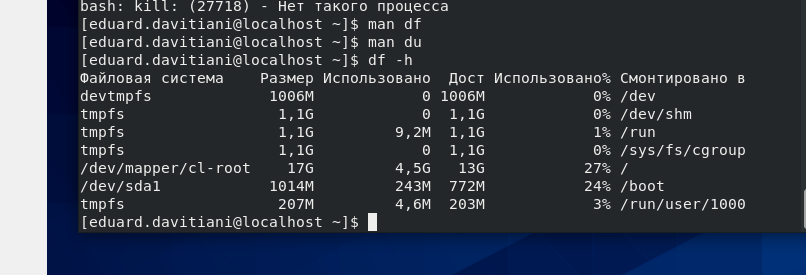 bash: kill: (27718) - Нет такого процесса
[eduard.davitiani@localhost ~]$ man df
[eduard.davitiani@localhost ~]$ man du
[eduard.davitiani@localhost ~]$ df -h
Файловая система Размер Использовано Дост Использовано% Смонтировано в
devtmpfs 1006M 0 1006M 0% /dev
tmpfs 1,1G 0 1,1G 0% /dev/shm
tmpfs 1,1G 9,2M 1,1G 1% /run
tmpfs 1,1G 0 1,1G 0% /sys/fs/cgroup
/dev/mapper/cl-root 17G 4,5G 13G 27% /
/dev/sda1 1014M 243M 772M 24% /boot
tmpfs 207M 4,6M 203M 3% /run/user/1000
[eduard.davitiani@localhost ~]$